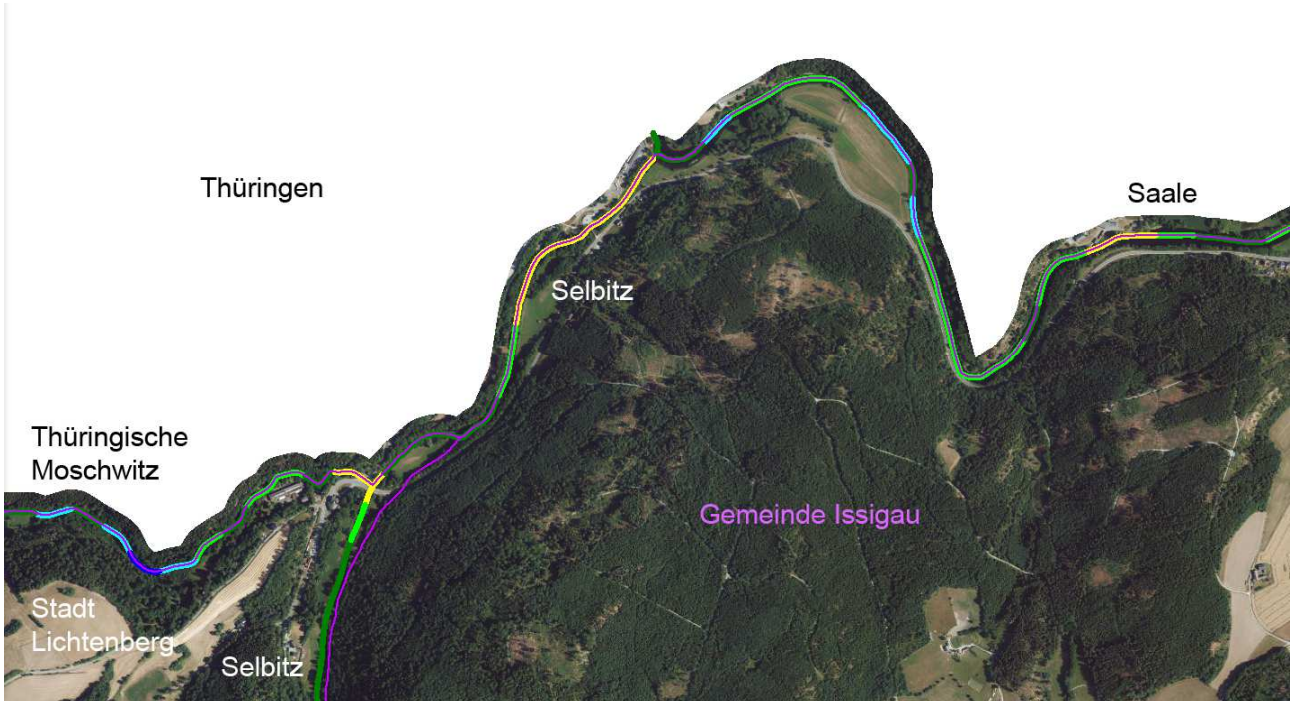 Thüringen
Saale
Selbitz
Thüringische
Moschwitz
Gemeinde Issigau
Stadt
Lichtenberg
Selbitz